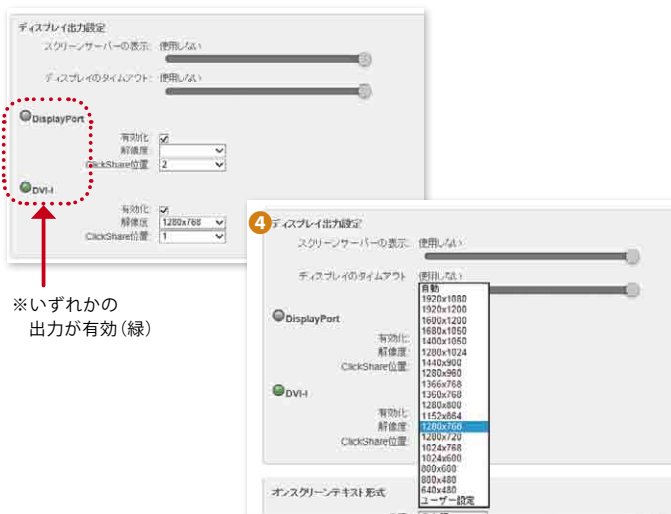 ディスプレイ出力設定
スクリーンサーバーの表示: 使用しない
ディスプレイのタイムアウト: 使用しない
DisplayPort
有効化:
解像度:
ClickShare位置: 2
DVI-I
有効化:
解像度: 1280x768
ClickShare位置: 1
※いずれかの
出力が有効(緑)
4 ディスプレイ出力設定
スクリーンサーバーの表示: 使用しない
ディスプレイのタイムアウト 使用しない
DisplayPort
有効化:
解像度:
ClickShare位置:
DVI-I
有効化:
解像度:
ClickShare位置:
自動
1920x1080
1920x1200
1600x1200
1680x1050
1400x1050
1280x1024
1440x900
1280x960
1366x768
1360x768
1280x800
1152x864
1280x768
1280x720
1024x768
1024x600
800x600
800x480
640x480
ユーザー設定
オンスクリーンテキスト形式